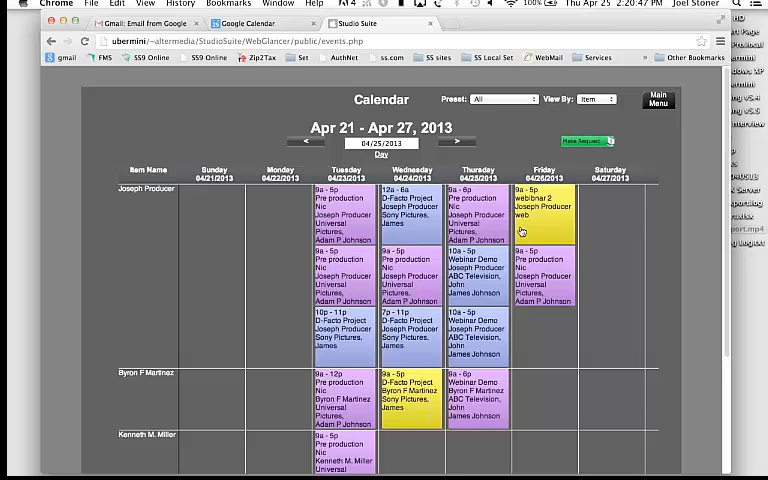 Chrome File Edit View History Bookmarks Window Help 4 100% Tue 2:20:47 PM Joel Stoner
Gmail: Email from Google Google Calendar Studio Suite
ubermini/~altermedia/StudioSuite/WebGlancer/public/events.php
gmail FMS SS9 Online SS9 Online Zip2Tax Set AuthNet ss.com SS sites SS Local Set WebMail Services » Other Bookmarks
Calendar Preset: All View By: Item Main
Menu
Apr 21 - Apr 27, 2013
< 04/25/2013 > Make Request
Day
Item Name Sunday Monday Tuesday Wednesday Thursday Friday Saturday
04/21/2013 04/22/2013 04/23/2013 04/24/2013 04/25/2013 04/26/2013 04/27/2013
Joseph Producer
9a - 5p
Pre production
Nic
Joseph Producer
Universal
Pictures,
Adam P Johnson
12a - 6a
D-Facto Project
Joseph Producer
Sony Pictures,
James
9a - 6p
Pre production
Nic
Joseph Producer
Universal
Pictures,
Adam P Johnson
9a - 5p
webibnar 2
Joseph Producer
web
9a - 5p
Pre production
Nic
Joseph Producer
Universal
Pictures,
Adam P Johnson
9a - 5p
Pre production
Nic
Joseph Producer
Universal
Pictures,
Adam P Johnson
10a - 5p
Webinar Demo
Joseph Producer
ABC Television,
John
James Johnson
9a - 5p
Pre production
Nic
Joseph Producer
Universal
Pictures,
Adam P Johnson
10p - 11p
D-Facto Project
Joseph Producer
Sony Pictures,
James
7p - 11p
D-Facto Project
Joseph Producer
Sony Pictures,
James
10a - 5p
Webinar Demo
Joseph Producer
ABC Television,
John
James Johnson
Byron F Martinez
9a - 12p
Pre production
Nic
Byron F Martinez
Universal
Pictures,
Adam P Johnson
9a - 5p
D-Facto Project
Byron F Martinez
Sony Pictures,
James
9a - 6p
Webinar Demo
Byron F Martinez
ABC Television,
John
James Johnson
Kenneth M. Miller
9a - 5p
Pre production
Nic
Kenneth M. Miller
Universal